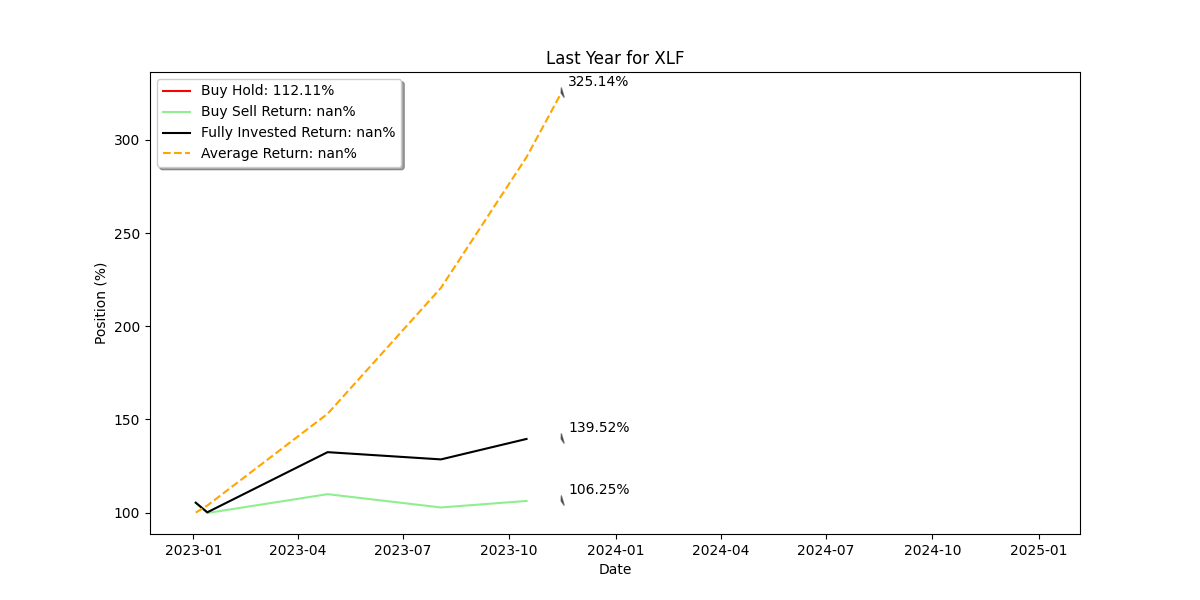 Last Year for XLF
325.14%
Buy Hold: 112.11%
Buy Sell Return: nan%
Fully Invested Return: nan%
Average Return: nan%
300
250
Position (%)
200
150
139.52%
106.25%
100
2023-01 2023-04 2023-07 2023-10 2024-01 2024-04 2024-07 2024-10 2025-01
Date